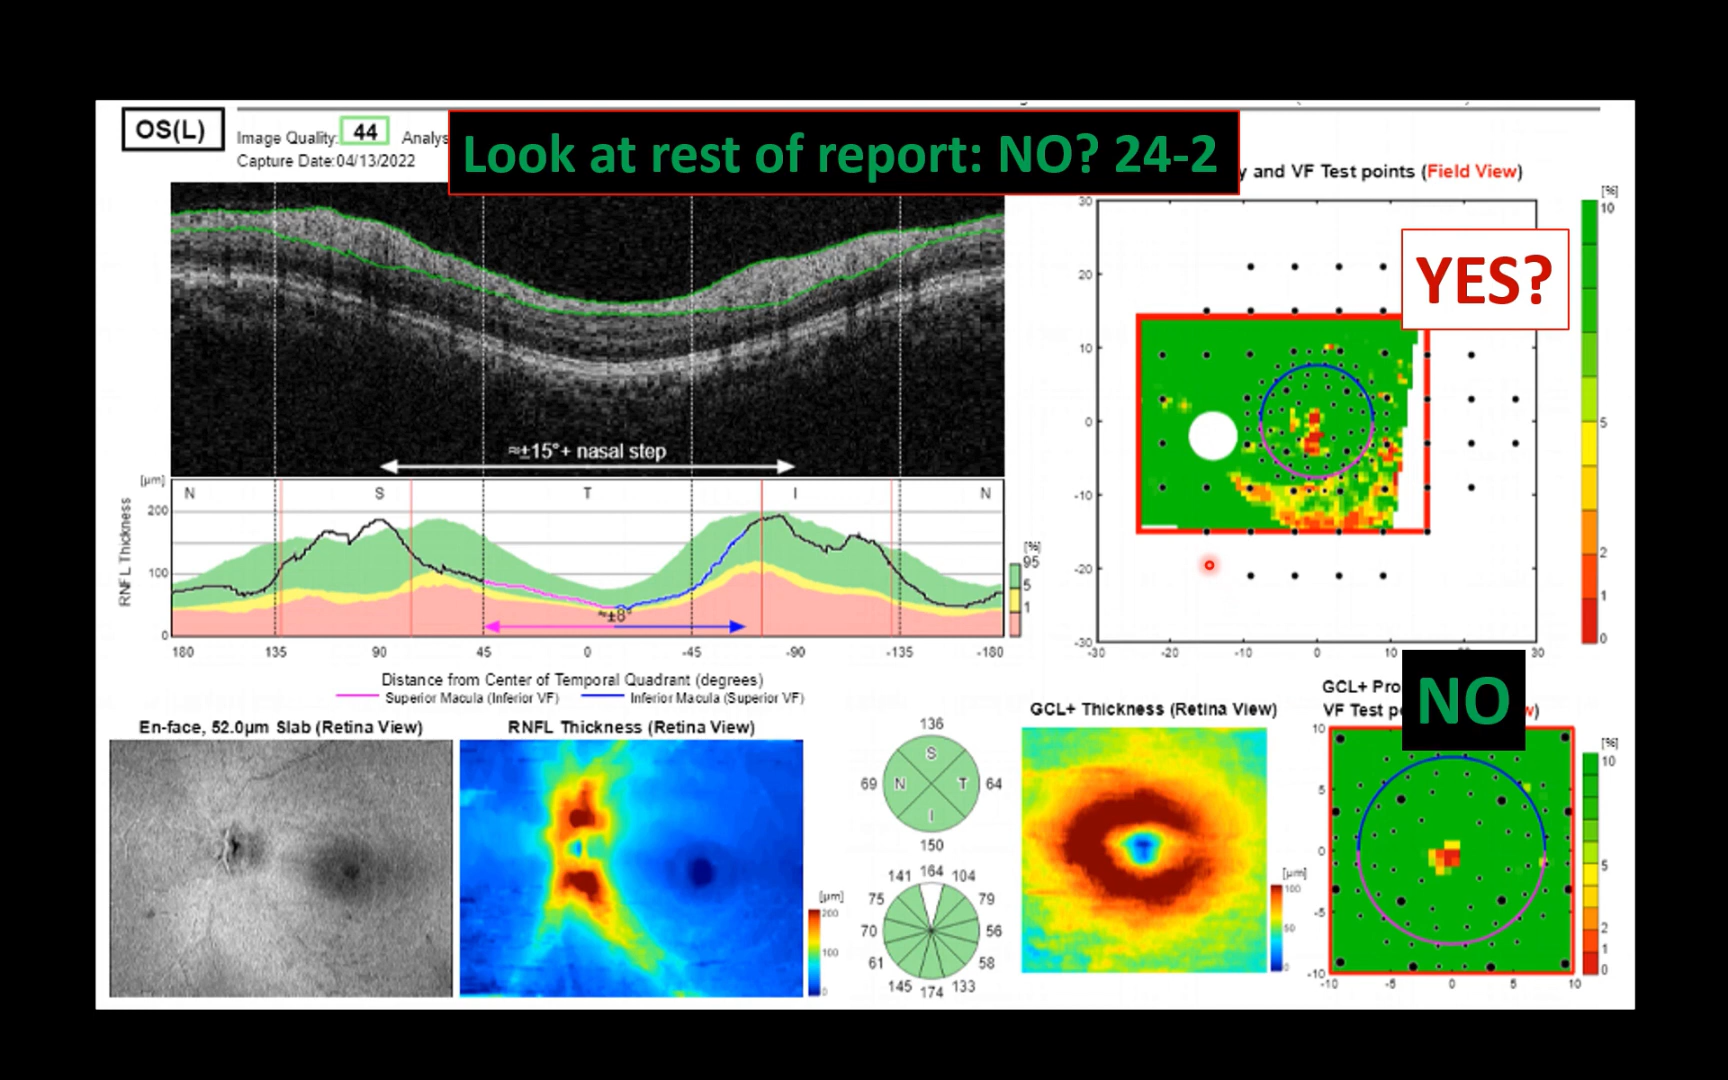 OS(L)
Image Quality: 44 Analys
Capture Date:04/13/2022
Look at rest of report: NO? 24-2
y and VF Test points (Field View)
YES?
[%]
10
5
2
1
0
30
20
10
0
-10
-20
-30
-30 -20 -10 0 10 30
≈±15°+ nasal step
[µm]
N S T I N
200
100
0
RNFL Thickness
≈±8°
[%]
95
5
1
180 135 90 45 0 -45 -90 -135 -180
Distance from Center of Temporal Quadrant (degrees)
Superior Macula (Inferior VF) Inferior Macula (Superior VF)
En-face, 52.0µm Slab (Retina View)
RNFL Thickness (Retina View)
[µm]
200
100
0
136
S
69 N T 64
I
150
141 164 104
75 79
70 56
61 58
145 174 133
GCL+ Thickness (Retina View)
[µm]
100
50
0
GCL+ Pro
VF Test p w)
NO
10
5
0
-5
-10
-10 -5 0 5 10
[%]
10
5
2
1
0